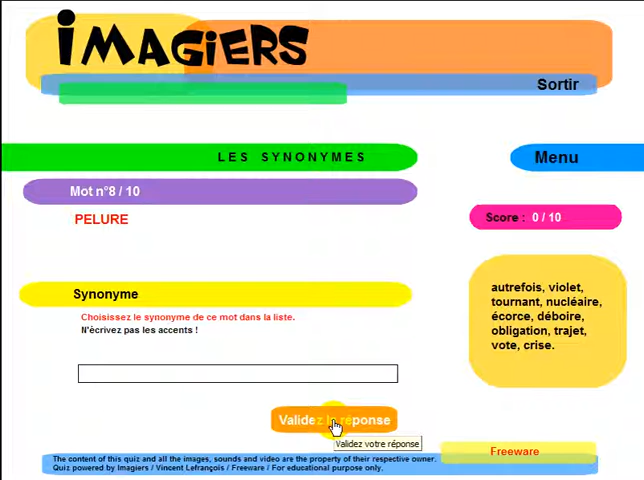 iMAGiERS
Sortir
LES SYNONYMES
Menu
Mot n°8 / 10
PELURE
Score : 0 / 10
Synonyme
Choisissez le synonyme de ce mot dans la liste.
N'écrivez pas les accents !
autrefois, violet,
tournant, nucléaire,
écorce, déboire,
obligation, trajet,
vote, crise.
Validez la réponse
Validez votre réponse
Freeware
The content of this quiz and all the images, sounds and video are the property of their respective owner.
Quiz powered by Imagiers / Vincent Lefrançois / Freeware / For educational purpose only.